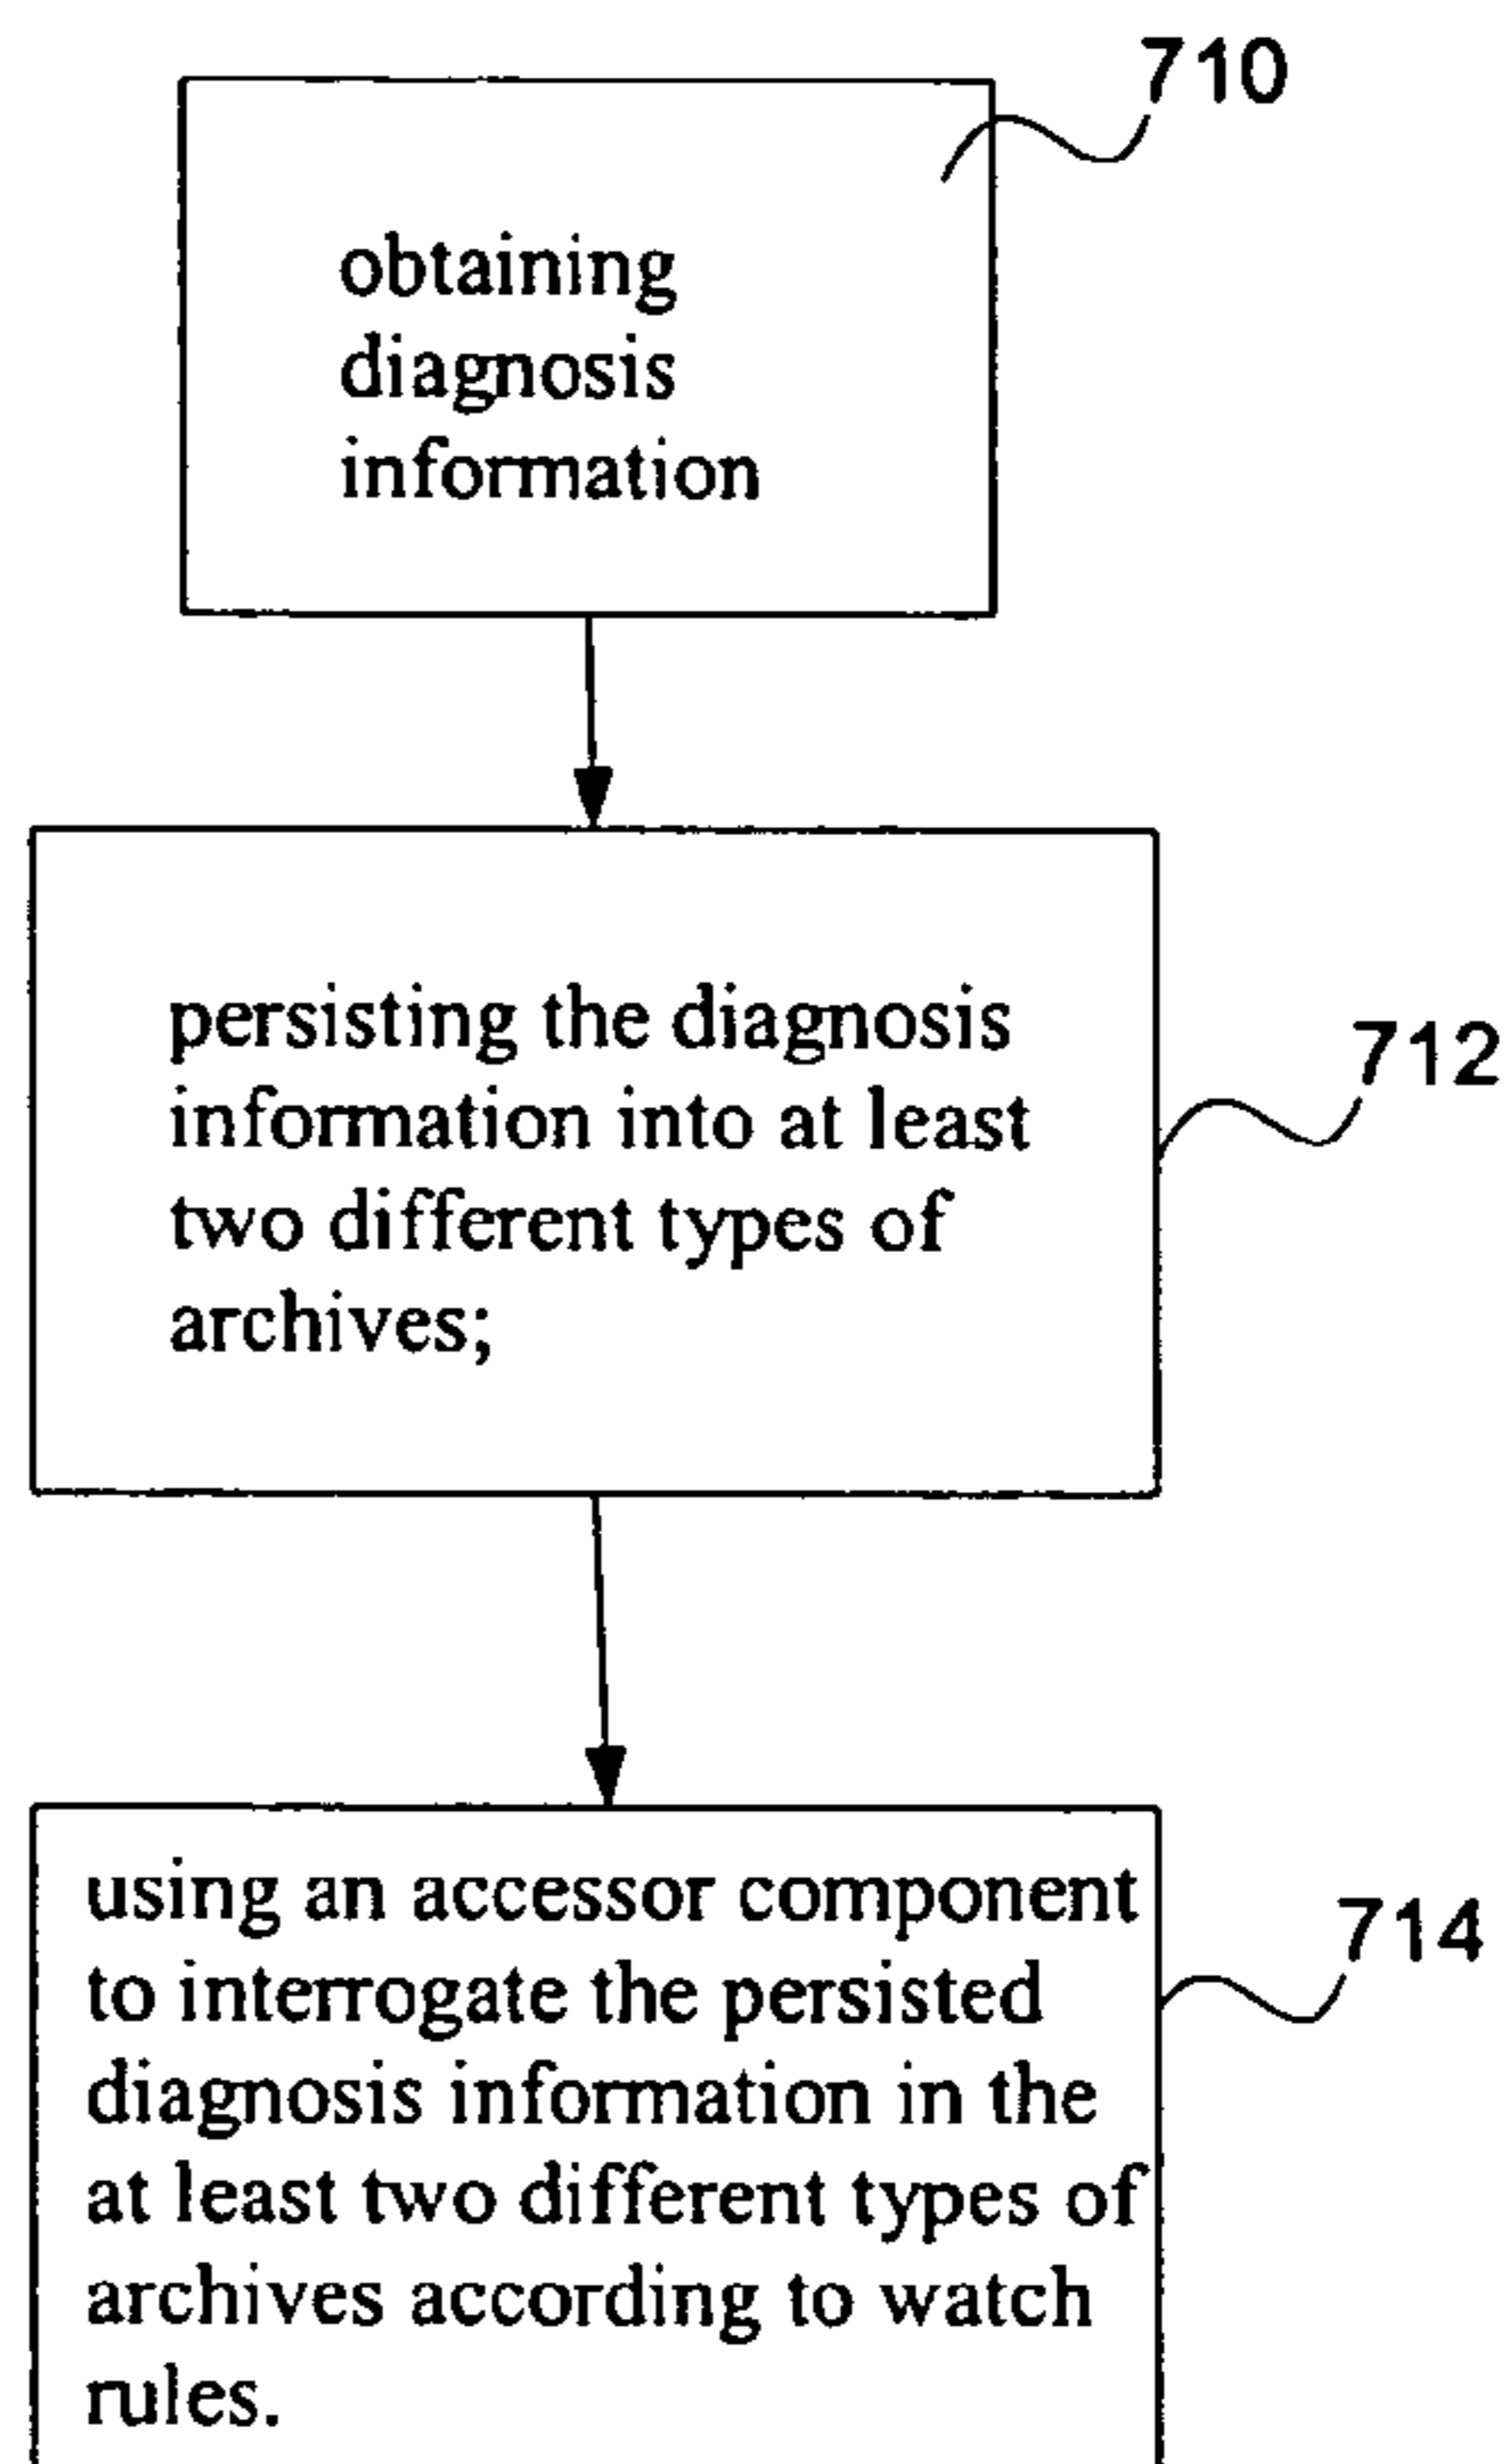 710
obtaining
diagnosis
information
persisting the diagnosis
information into at least
two different types of
archives;
712
using an accessor component
to interrogate the persisted
diagnosis information in the
at least two different types of
archives according to watch
rules.
714